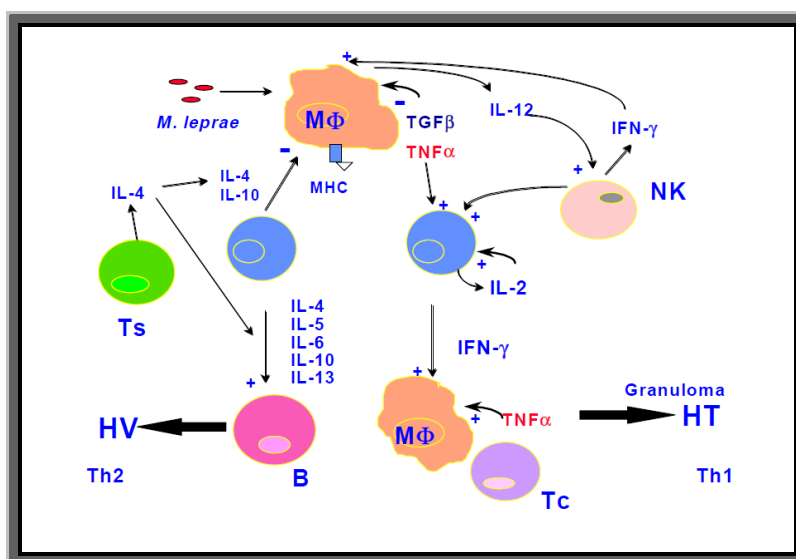 +
IL-12
IFN-γ
M. leprae
MΦ
-
TGFβ
TNFα
+
NK
-
MHC
IL-4
IL-4
IL-10
+
+
+
IL-2
Ts
IL-4
IL-5
IL-6
IL-10
IL-13
IFN-γ
+
+
Granuloma
HV
B
MΦ
+
TNFα
HT
Th2
Tc
Th1